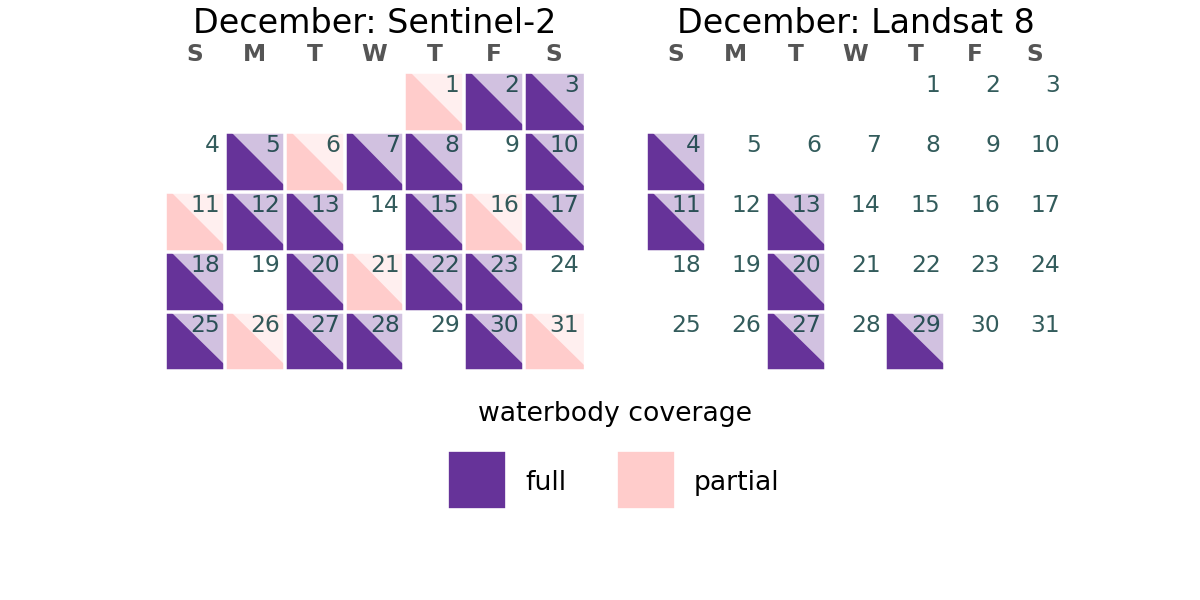 December: Sentinel-2
S M T W T F S
1 2 3
4 5 6 7 8 9 10
11 12 13 14 15 16 17
18 19 20 21 22 23 24
25 26 27 28 29 30 31
December: Landsat 8
S M T W T F S
1 2 3
4 5 6 7 8 9 10
11 12 13 14 15 16 17
18 19 20 21 22 23 24
25 26 27 28 29 30 31
waterbody coverage
full partial